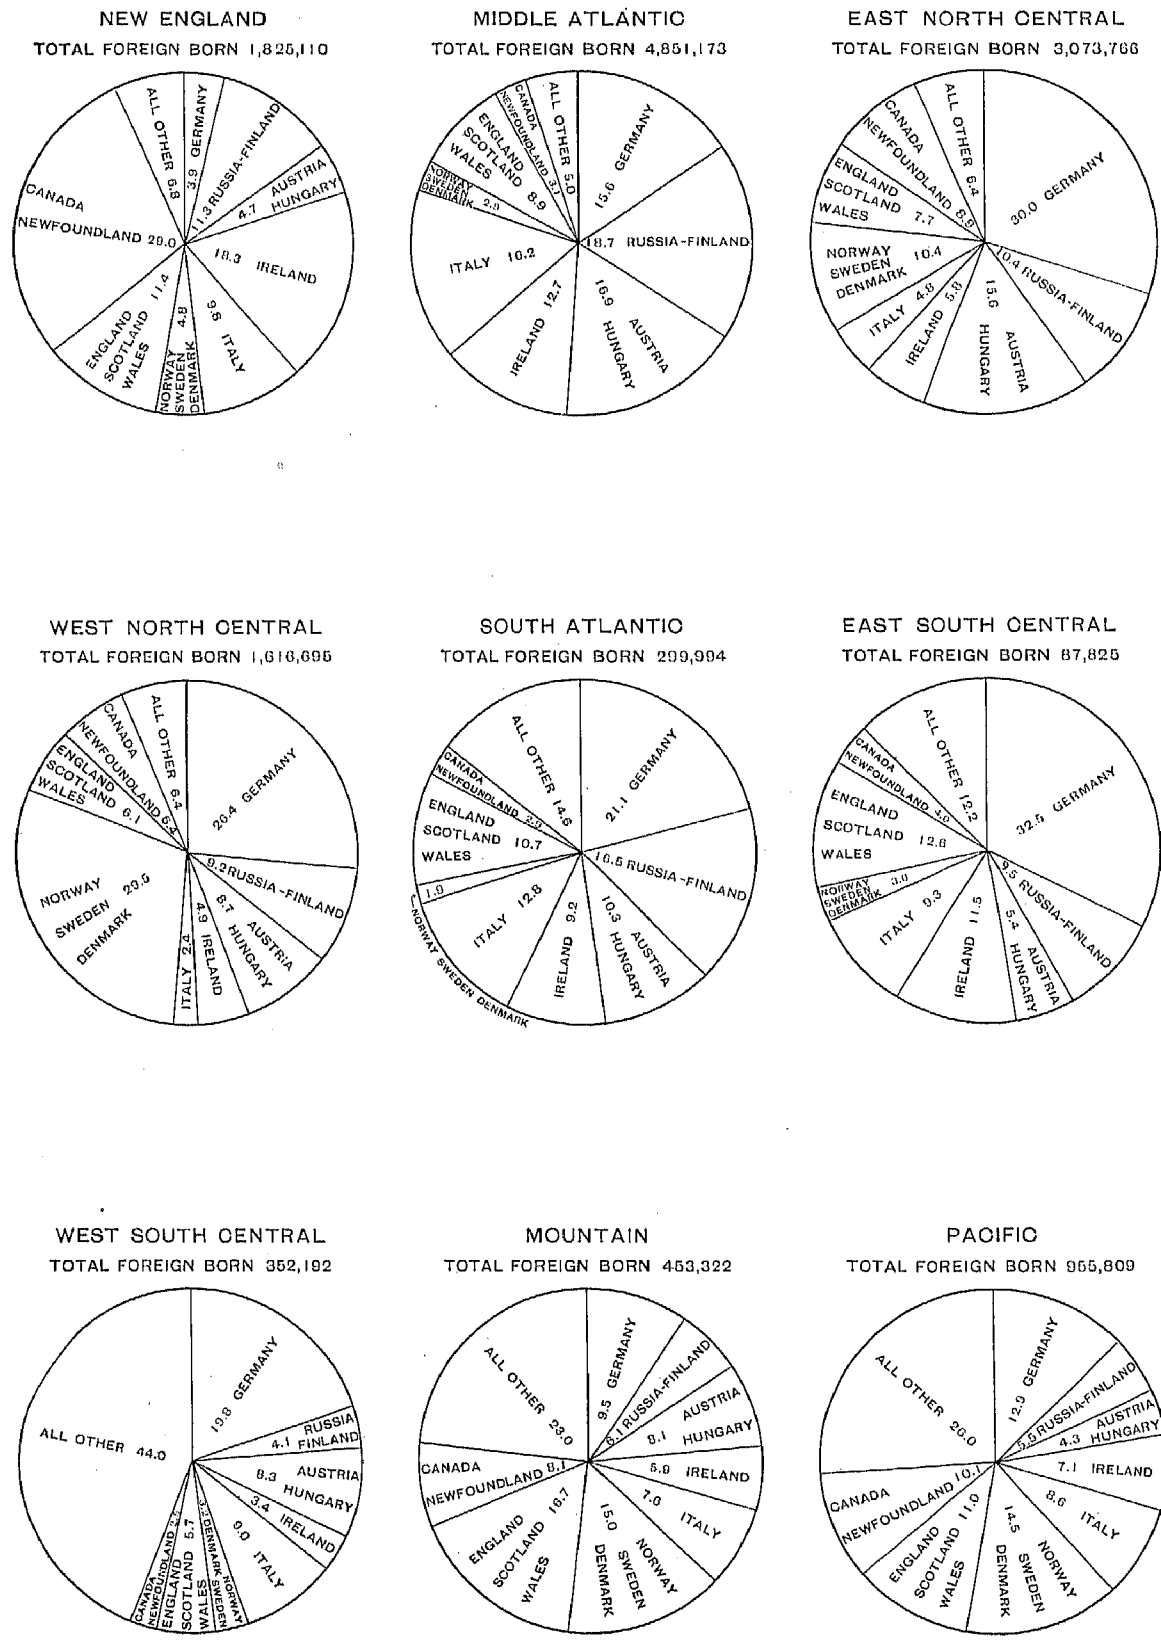 NEW ENGLAND
TOTAL FOREIGN BORN 1,825,110
ALL OTHER 6.8
3.9 GERMANY
11.3 RUSSIA-FINLAND
AUSTRIA
4.7 HUNGARY
18.3 IRELAND
9.8 ITALY
NORWAY
SWEDEN 4.8
DENMARK
ENGLAND
SCOTLAND 11.4
WALES
CANADA
NEWFOUNDLAND 29.0
MIDDLE ATLANTIC
TOTAL FOREIGN BORN 4,851,173
ALL OTHER 5.0
15.6 GERMANY
18.7 RUSSIA-FINLAND
16.9 AUSTRIA
HUNGARY
IRELAND 12.7
ITALY 16.2
NORWAY
SWEDEN
DENMARK
ENGLAND
SCOTLAND 8.9
WALES
CANADA
NEWFOUNDLAND 3.1
EAST NORTH CENTRAL
TOTAL FOREIGN BORN 3,073,766
ALL OTHER 6.4
30.0 GERMANY
10.4 RUSSIA-FINLAND
15.6 AUSTRIA
HUNGARY
IRELAND 5.8
ITALY 4.8
NORWAY
SWEDEN 10.4
DENMARK
ENGLAND
SCOTLAND 7.7
WALES
CANADA
NEWFOUNDLAND 8.9
WEST NORTH CENTRAL
TOTAL FOREIGN BORN 1,616,695
ALL OTHER 6.4
26.4 GERMANY
9.2 RUSSIA-FINLAND
8.7 AUSTRIA
HUNGARY
4.9 IRELAND
ITALY 2.4
NORWAY 29.5
SWEDEN
DENMARK
ENGLAND
SCOTLAND 6.1
WALES
CANADA
NEWFOUNDLAND 6.4
SOUTH ATLANTIC
TOTAL FOREIGN BORN 299,994
ALL OTHER 14.6
21.1 GERMANY
16.5 RUSSIA-FINLAND
10.3 AUSTRIA
HUNGARY
IRELAND 9.2
ITALY 12.8
1.9
NORWAY SWEDEN DENMARK
ENGLAND
SCOTLAND 10.7
WALES
CANADA
NEWFOUNDLAND 2.9
EAST SOUTH CENTRAL
TOTAL FOREIGN BORN 87,825
ALL OTHER 12.2
32.5 GERMANY
9.5 RUSSIA-FINLAND
5.4 AUSTRIA
HUNGARY
IRELAND 11.5
ITALY 9.3
NORWAY 3.0
SWEDEN
DENMARK
ENGLAND
SCOTLAND 12.6
WALES
CANADA
NEWFOUNDLAND 4.0
WEST SOUTH CENTRAL
TOTAL FOREIGN BORN 352,192
ALL OTHER 44.0
19.8 GERMANY
RUSSIA
4.1 FINLAND
8.3 AUSTRIA
HUNGARY
3.4 IRELAND
9.0 ITALY
NORWAY
3.2 DENMARK SWEDEN
ENGLAND
SCOTLAND 5.7
WALES
CANADA
NEWFOUNDLAND 2.5
MOUNTAIN
TOTAL FOREIGN BORN 453,322
ALL OTHER 23.0
9.5 GERMANY
6.1 RUSSIA-FINLAND
AUSTRIA
8.1 HUNGARY
5.9 IRELAND
7.6 ITALY
15.0 NORWAY
SWEDEN
DENMARK
ENGLAND
SCOTLAND 16.7
WALES
CANADA
NEWFOUNDLAND 8.1
PACIFIC
TOTAL FOREIGN BORN 955,809
ALL OTHER 26.0
12.9 GERMANY
5.5 RUSSIA-FINLAND
AUSTRIA
4.3 HUNGARY
7.1 IRELAND
8.6 ITALY
14.5 NORWAY
SWEDEN
DENMARK
ENGLAND
SCOTLAND 11.0
WALES
CANADA
NEWFOUNDLAND 10.1